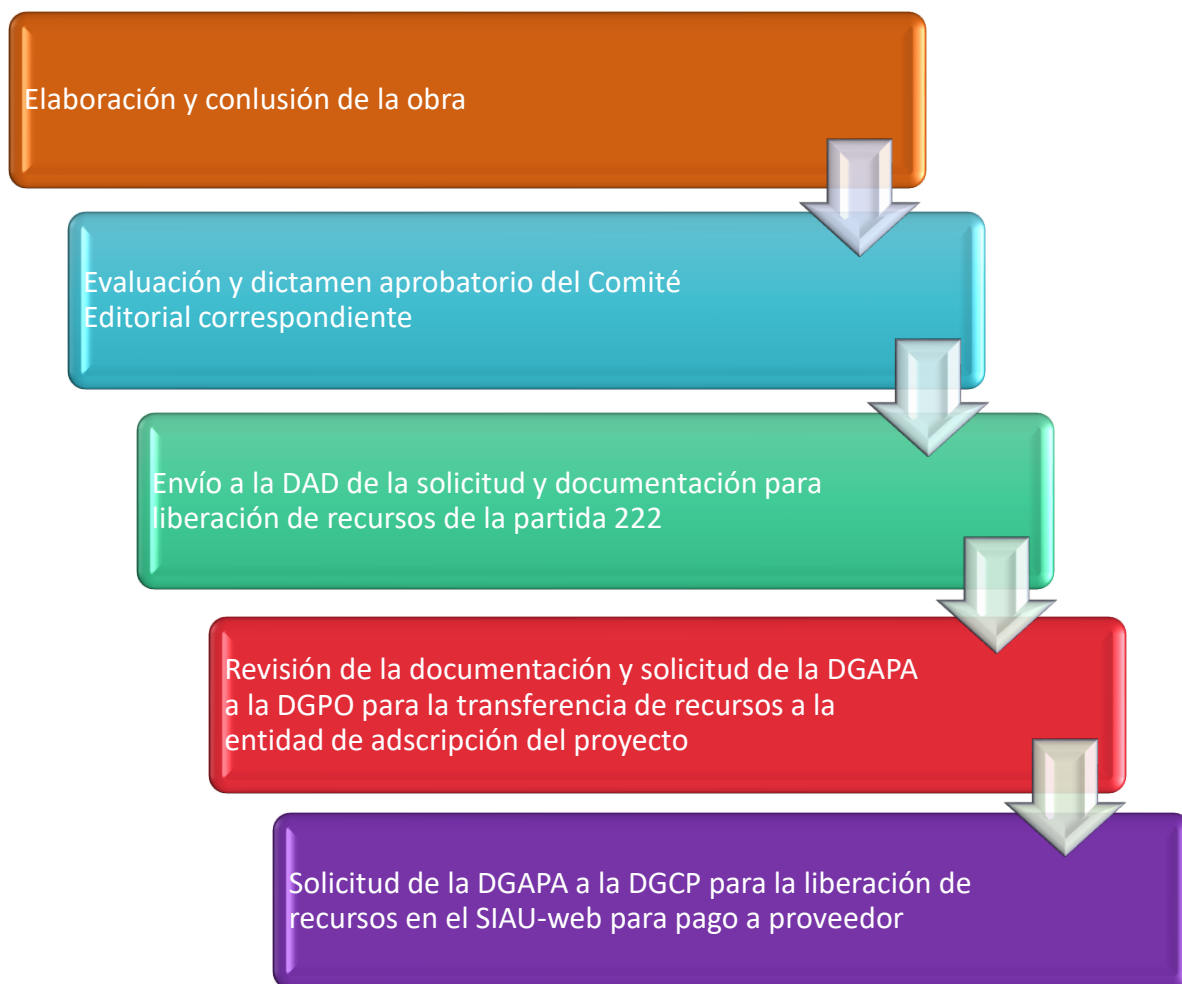 Elaboración y conlusión de la obra
Evaluación y dictamen aprobatorio del Comité
Editorial correspondiente
Envío a la DAD de la solicitud y documentación para
liberación de recursos de la partida 222
Revisión de la documentación y solicitud de la DGAPA
a la DGPO para la transferencia de recursos a la
entidad de adscripción del proyecto
Solicitud de la DGAPA a la DGCP para la liberación de
recursos en el SIAU-web para pago a proveedor